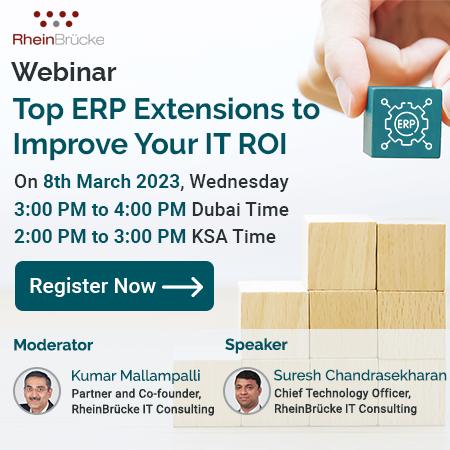 RheinBrücke
Webinar
Top ERP Extensions to
Improve Your IT ROI
On 8th March 2023, Wednesday
3:00 PM to 4:00 PM Dubai Time
2:00 PM to 3:00 PM KSA Time
Register Now
ERP
Moderator
Kumar Mallampalli
Partner and Co-founder,
RheinBrücke IT Consulting
Speaker
Suresh Chandrasekharan
Chief Technology Officer,
RheinBrücke IT Consulting